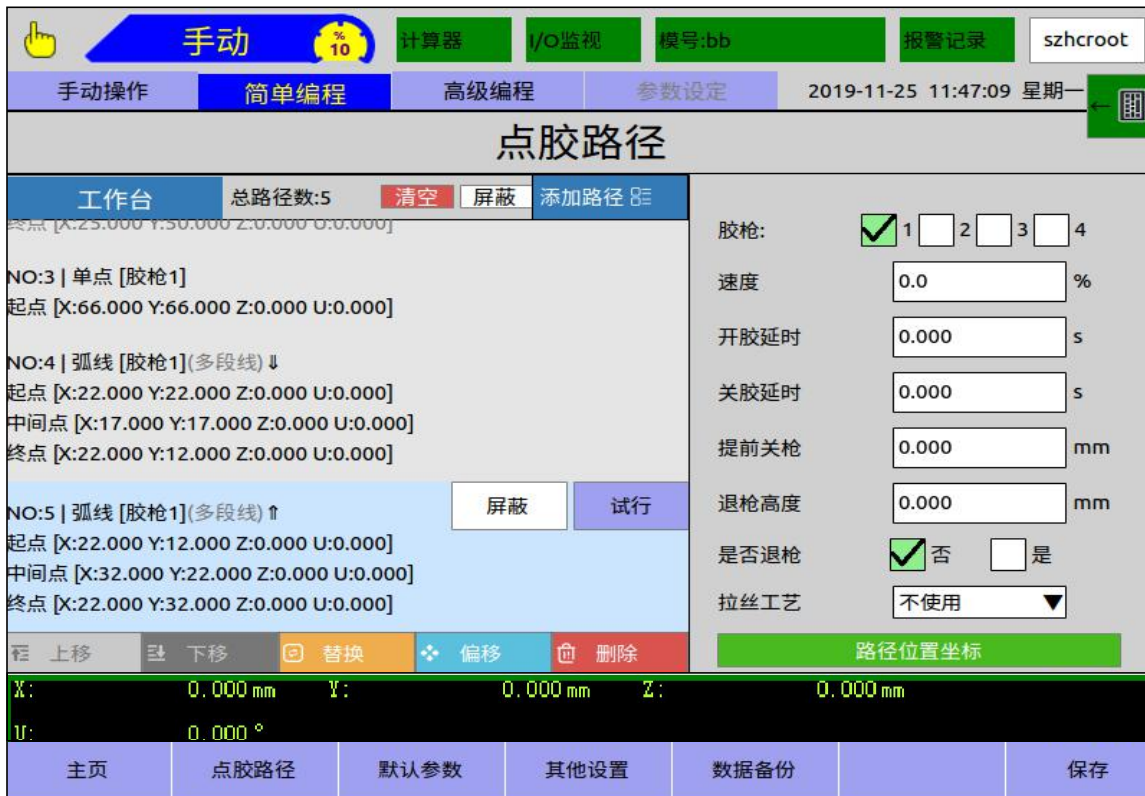 手动
%
10
计算器
I/O监视
模号:bb
报警记录
szhcroot
手动操作
简单编程
高级编程
参数设定
2019-11-25 11:47:09 星期一
←
点胶路径
工作台
总路径数:5
清空
屏蔽
添加路径
终点 [X:25.000 Y:50.000 Z:0.000 U:0.000]
NO:3 | 单点 [胶枪1]
起点 [X:66.000 Y:66.000 Z:0.000 U:0.000]
NO:4 | 弧线 [胶枪1](多段线)⇓
起点 [X:22.000 Y:22.000 Z:0.000 U:0.000]
中间点 [X:17.000 Y:17.000 Z:0.000 U:0.000]
终点 [X:22.000 Y:12.000 Z:0.000 U:0.000]
NO:5 | 弧线 [胶枪1](多段线)⇑
屏蔽
试行
起点 [X:22.000 Y:12.000 Z:0.000 U:0.000]
中间点 [X:32.000 Y:22.000 Z:0.000 U:0.000]
终点 [X:22.000 Y:32.000 Z:0.000 U:0.000]
上移
下移
替换
偏移
删除
胶枪: 1 2 3 4
速度 0.0 %
开胶延时 0.000 s
关胶延时 0.000 s
提前关枪 0.000 mm
退枪高度 0.000 mm
是否退枪 否 是
拉丝工艺 不使用 ▼
路径位置坐标
X: 0.000 mm Y: 0.000 mm Z: 0.000 mm
U: 0.000 °
主页
点胶路径
默认参数
其他设置
数据备份
保存